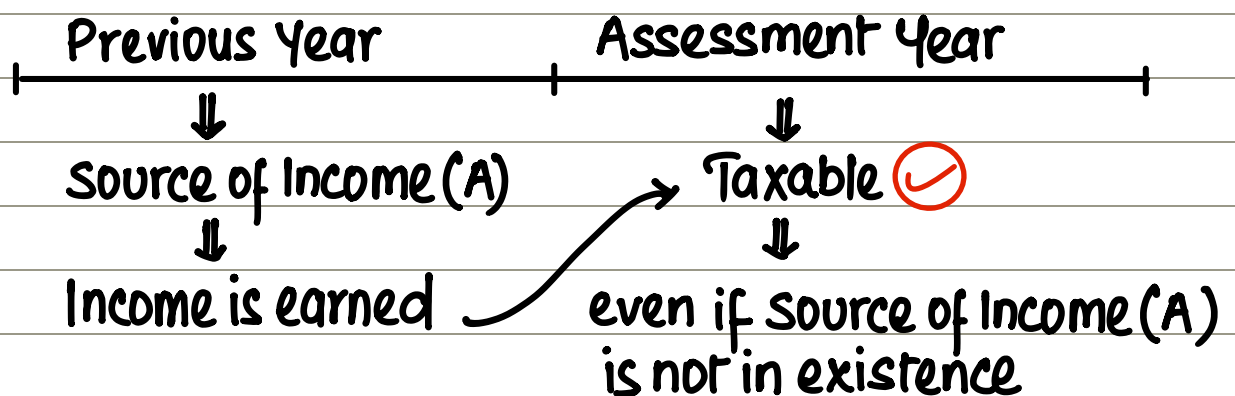 Previous Year Assessment Year
Source of Income (A) Taxable
Income is earned even if Source of Income (A)
is not in existence